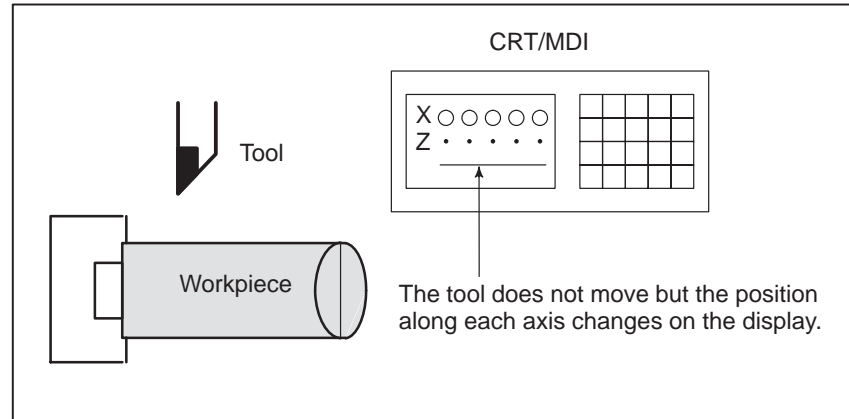 CRT/MDI
X
Z
Tool
Workpiece
The tool does not move but the position
along each axis changes on the display.